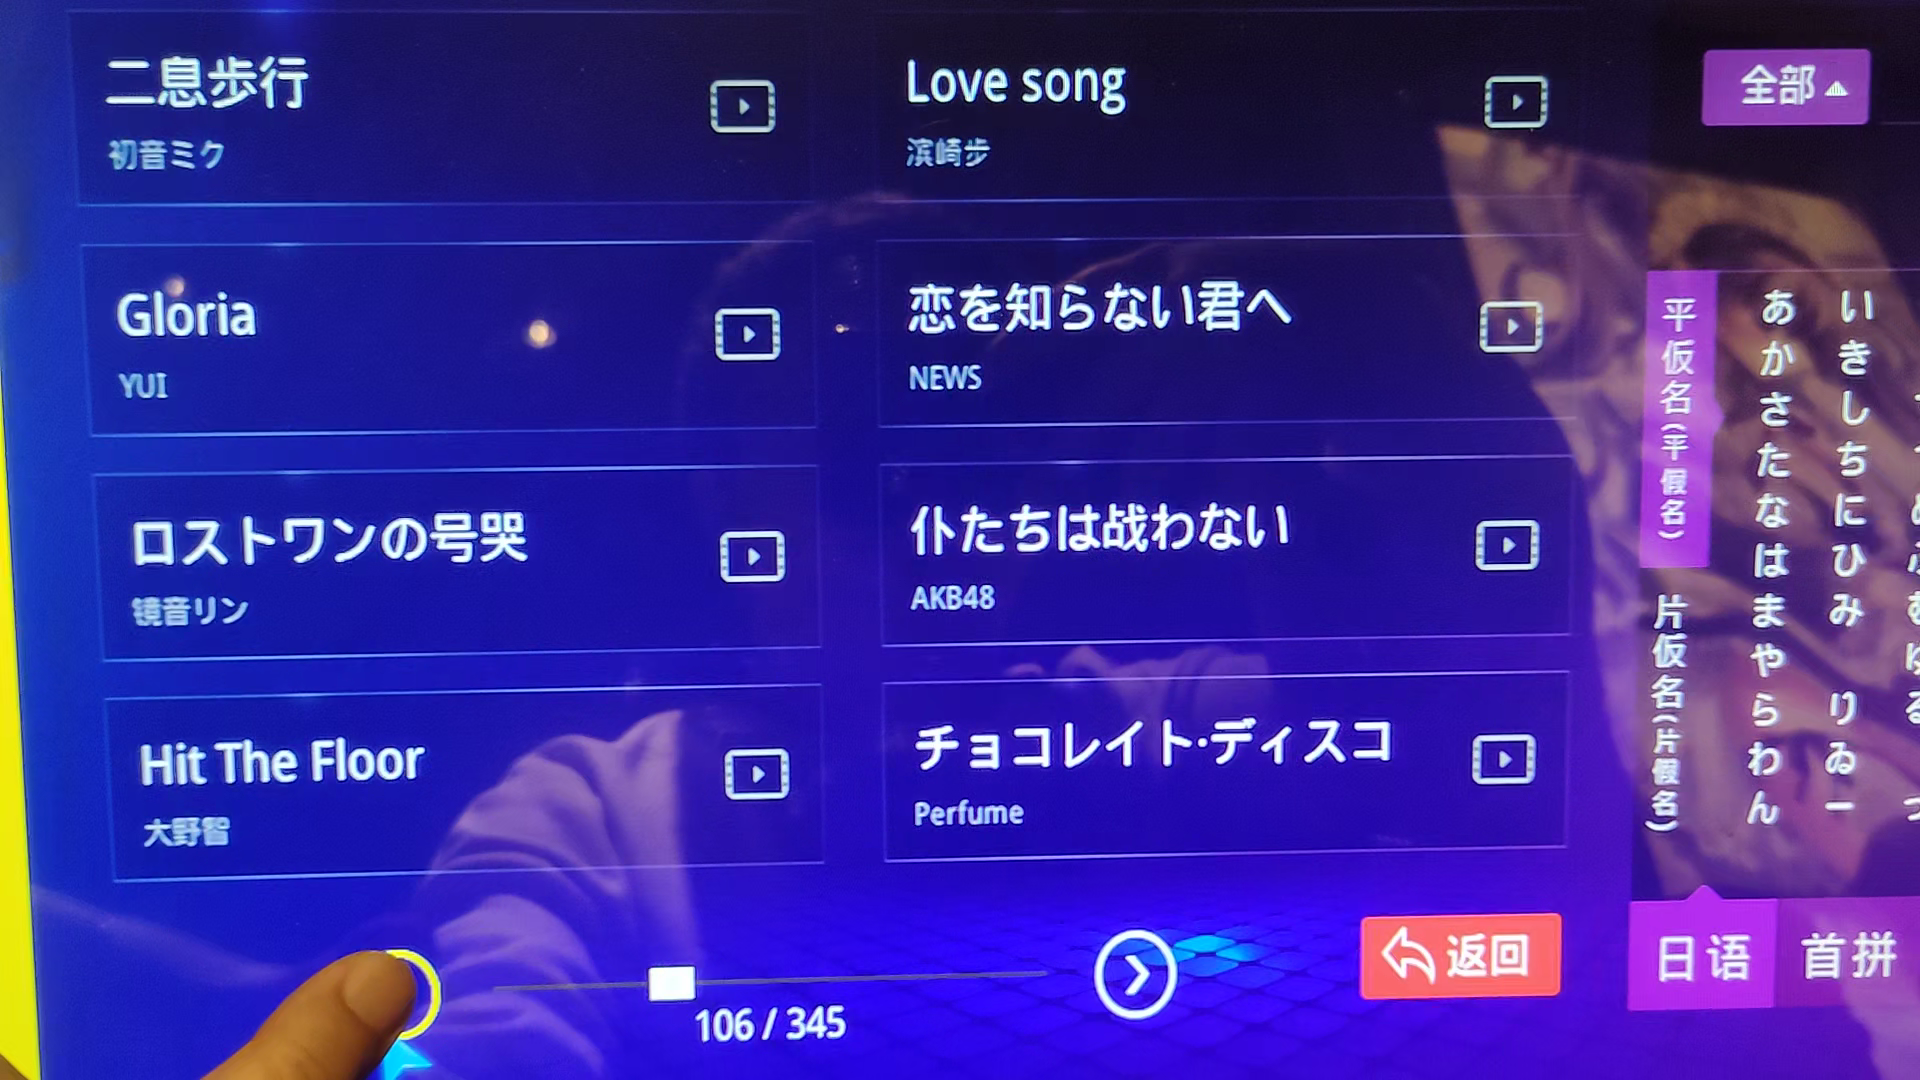 二息歩行
初音ミク
Love song
滨崎步
Gloria
YUI
恋を知らない君へ
NEWS
ロストワンの号哭
镜音リン
仆たちは战わない
AKB48
Hit The Floor
大野智
チョコレイト·ディスコ
Perfume
106 / 345
返回
全部
平仮名(平假名)
片仮名(片假名)
あかさたなはまやらわん
いきしちにひみ りゐー
日语
首拼